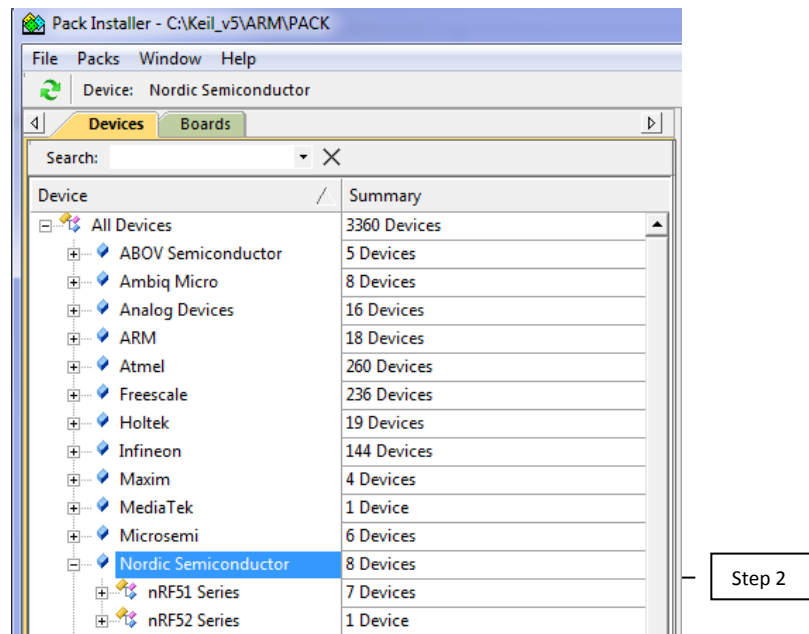 Pack Installer - C:\Keil_v5\ARM\PACK
File Packs Window Help
Device: Nordic Semiconductor
Devices Boards
Search:
Device Summary
All Devices 3360 Devices
ABOV Semiconductor 5 Devices
Ambiq Micro 8 Devices
Analog Devices 16 Devices
ARM 18 Devices
Atmel 260 Devices
Freescale 236 Devices
Holtek 19 Devices
Infineon 144 Devices
Maxim 4 Devices
MediaTek 1 Device
Microsemi 6 Devices
Nordic Semiconductor 8 Devices
Step 2
nRF51 Series 7 Devices
nRF52 Series 1 Device